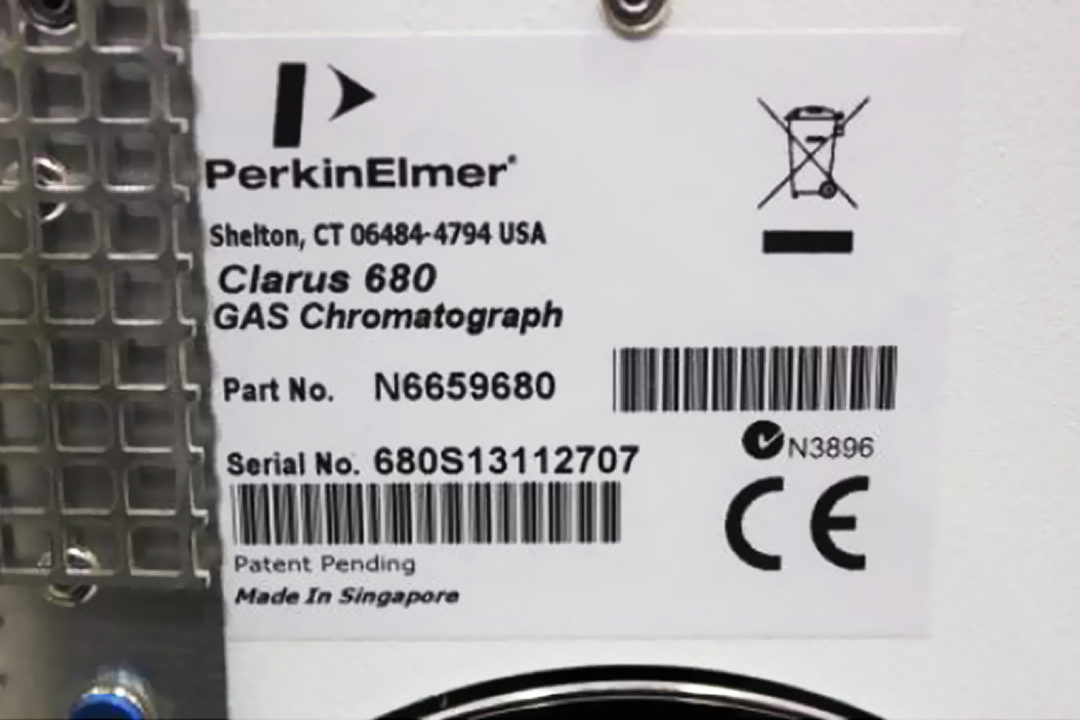 PerkinElmer
Shelton, CT 06484-4794 USA
Clarus 680
GAS Chromatograph
Part No. N6659680
N3896
Serial No. 680S13112707
CE
Patent Pending
Made In Singapore